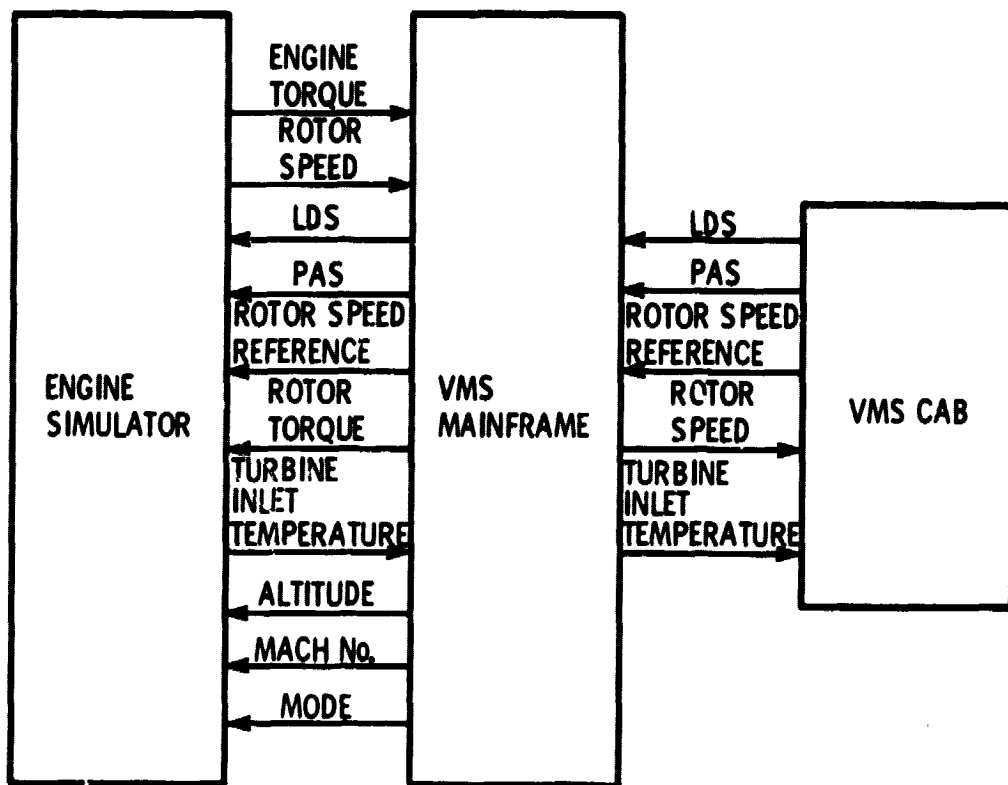 ENGINE
TORQUE
ROTOR
SPEED
LDS
PAS
ROTOR SPEED
REFERENCE
ROTOR
TORQUE
TURBINE
INLET
TEMPERATURE
ALTITUDE
MACH No.
MODE
ENGINE
SIMULATOR
VMS
MAINFRAME
LDS
PAS
ROTOR SPEED
REFERENCE
ROTOR
SPEED
TURBINE
INLET
TEMPERATURE
VMS CAB